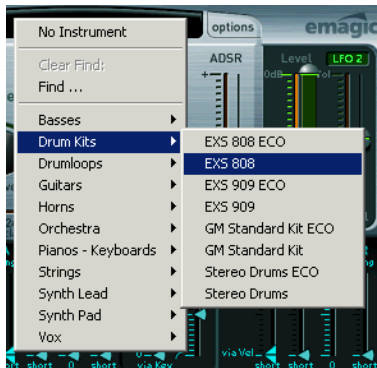 No Instrument
Clear Find:
Find ...
Basses
Drum Kits
Drumloops
Guitars
Horns
Orchestra
Pianos - Keyboards
Strings
Synth Lead
Synth Pad
Vox
EXS 808 ECO
EXS 808
EXS 909 ECO
EXS 909
GM Standard Kit ECO
GM Standard Kit
Stereo Drums ECO
Stereo Drums
options
emagic
ADSR
Level
LFO 2
0dB
ol
via Vel
short
short
0
short
via Key
short
short
0
short